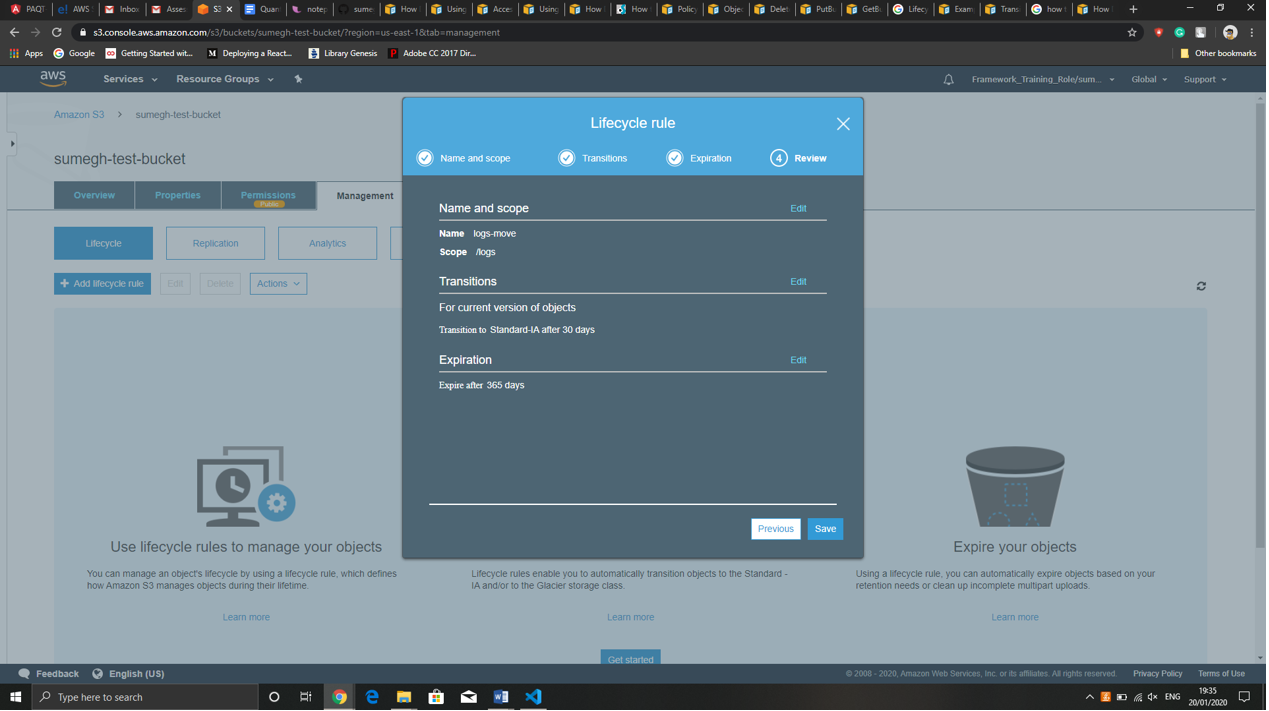 PAQT
AWS
Inbox
Asses
S3
Quan
notep
sume
How
Using
Acces
Using
How
How
Policy
Objec
Delet
PutBu
GetBu
Lifecy
Exam
Trans
how t
How
s3.console.aws.amazon.com/s3/buckets/sumegh-test-bucket/?region=us-east-1&tab=management
Apps
Google
Getting Started wit...
Deploying a React...
Library Genesis
Adobe CC 2017 Dir...
Other bookmarks
aws
Services
Resource Groups
Framework_Training_Role/sum...
Global
Support
Amazon S3 > sumegh-test-bucket
sumegh-test-bucket
Overview
Properties
Permissions
Public
Management
Lifecycle
Replication
Analytics
+ Add lifecycle rule
Edit
Delete
Actions
Lifecycle rule
Name and scope
Transitions
Expiration
4 Review
Name and scope Edit
Name logs-move
Scope /logs
Transitions Edit
For current version of objects
Transition to Standard-IA after 30 days
Expiration Edit
Expire after 365 days
Previous
Save
Use lifecycle rules to manage your objects
You can manage an object's lifecycle by using a lifecycle rule, which defines
how Amazon S3 manages objects during their lifetime.
Learn more
Lifecycle rules enable you to automatically transition objects to the Standard -
IA and/or to the Glacier storage class.
Learn more
Expire your objects
Using a lifecycle rule, you can automatically expire objects based on your
retention needs or clean up incomplete multipart uploads.
Learn more
Get started
Feedback
English (US)
© 2008 - 2020, Amazon Web Services, Inc. or its affiliates. All rights reserved.
Privacy Policy
Terms of Use
Type here to search
ENG
19:35
20/01/2020